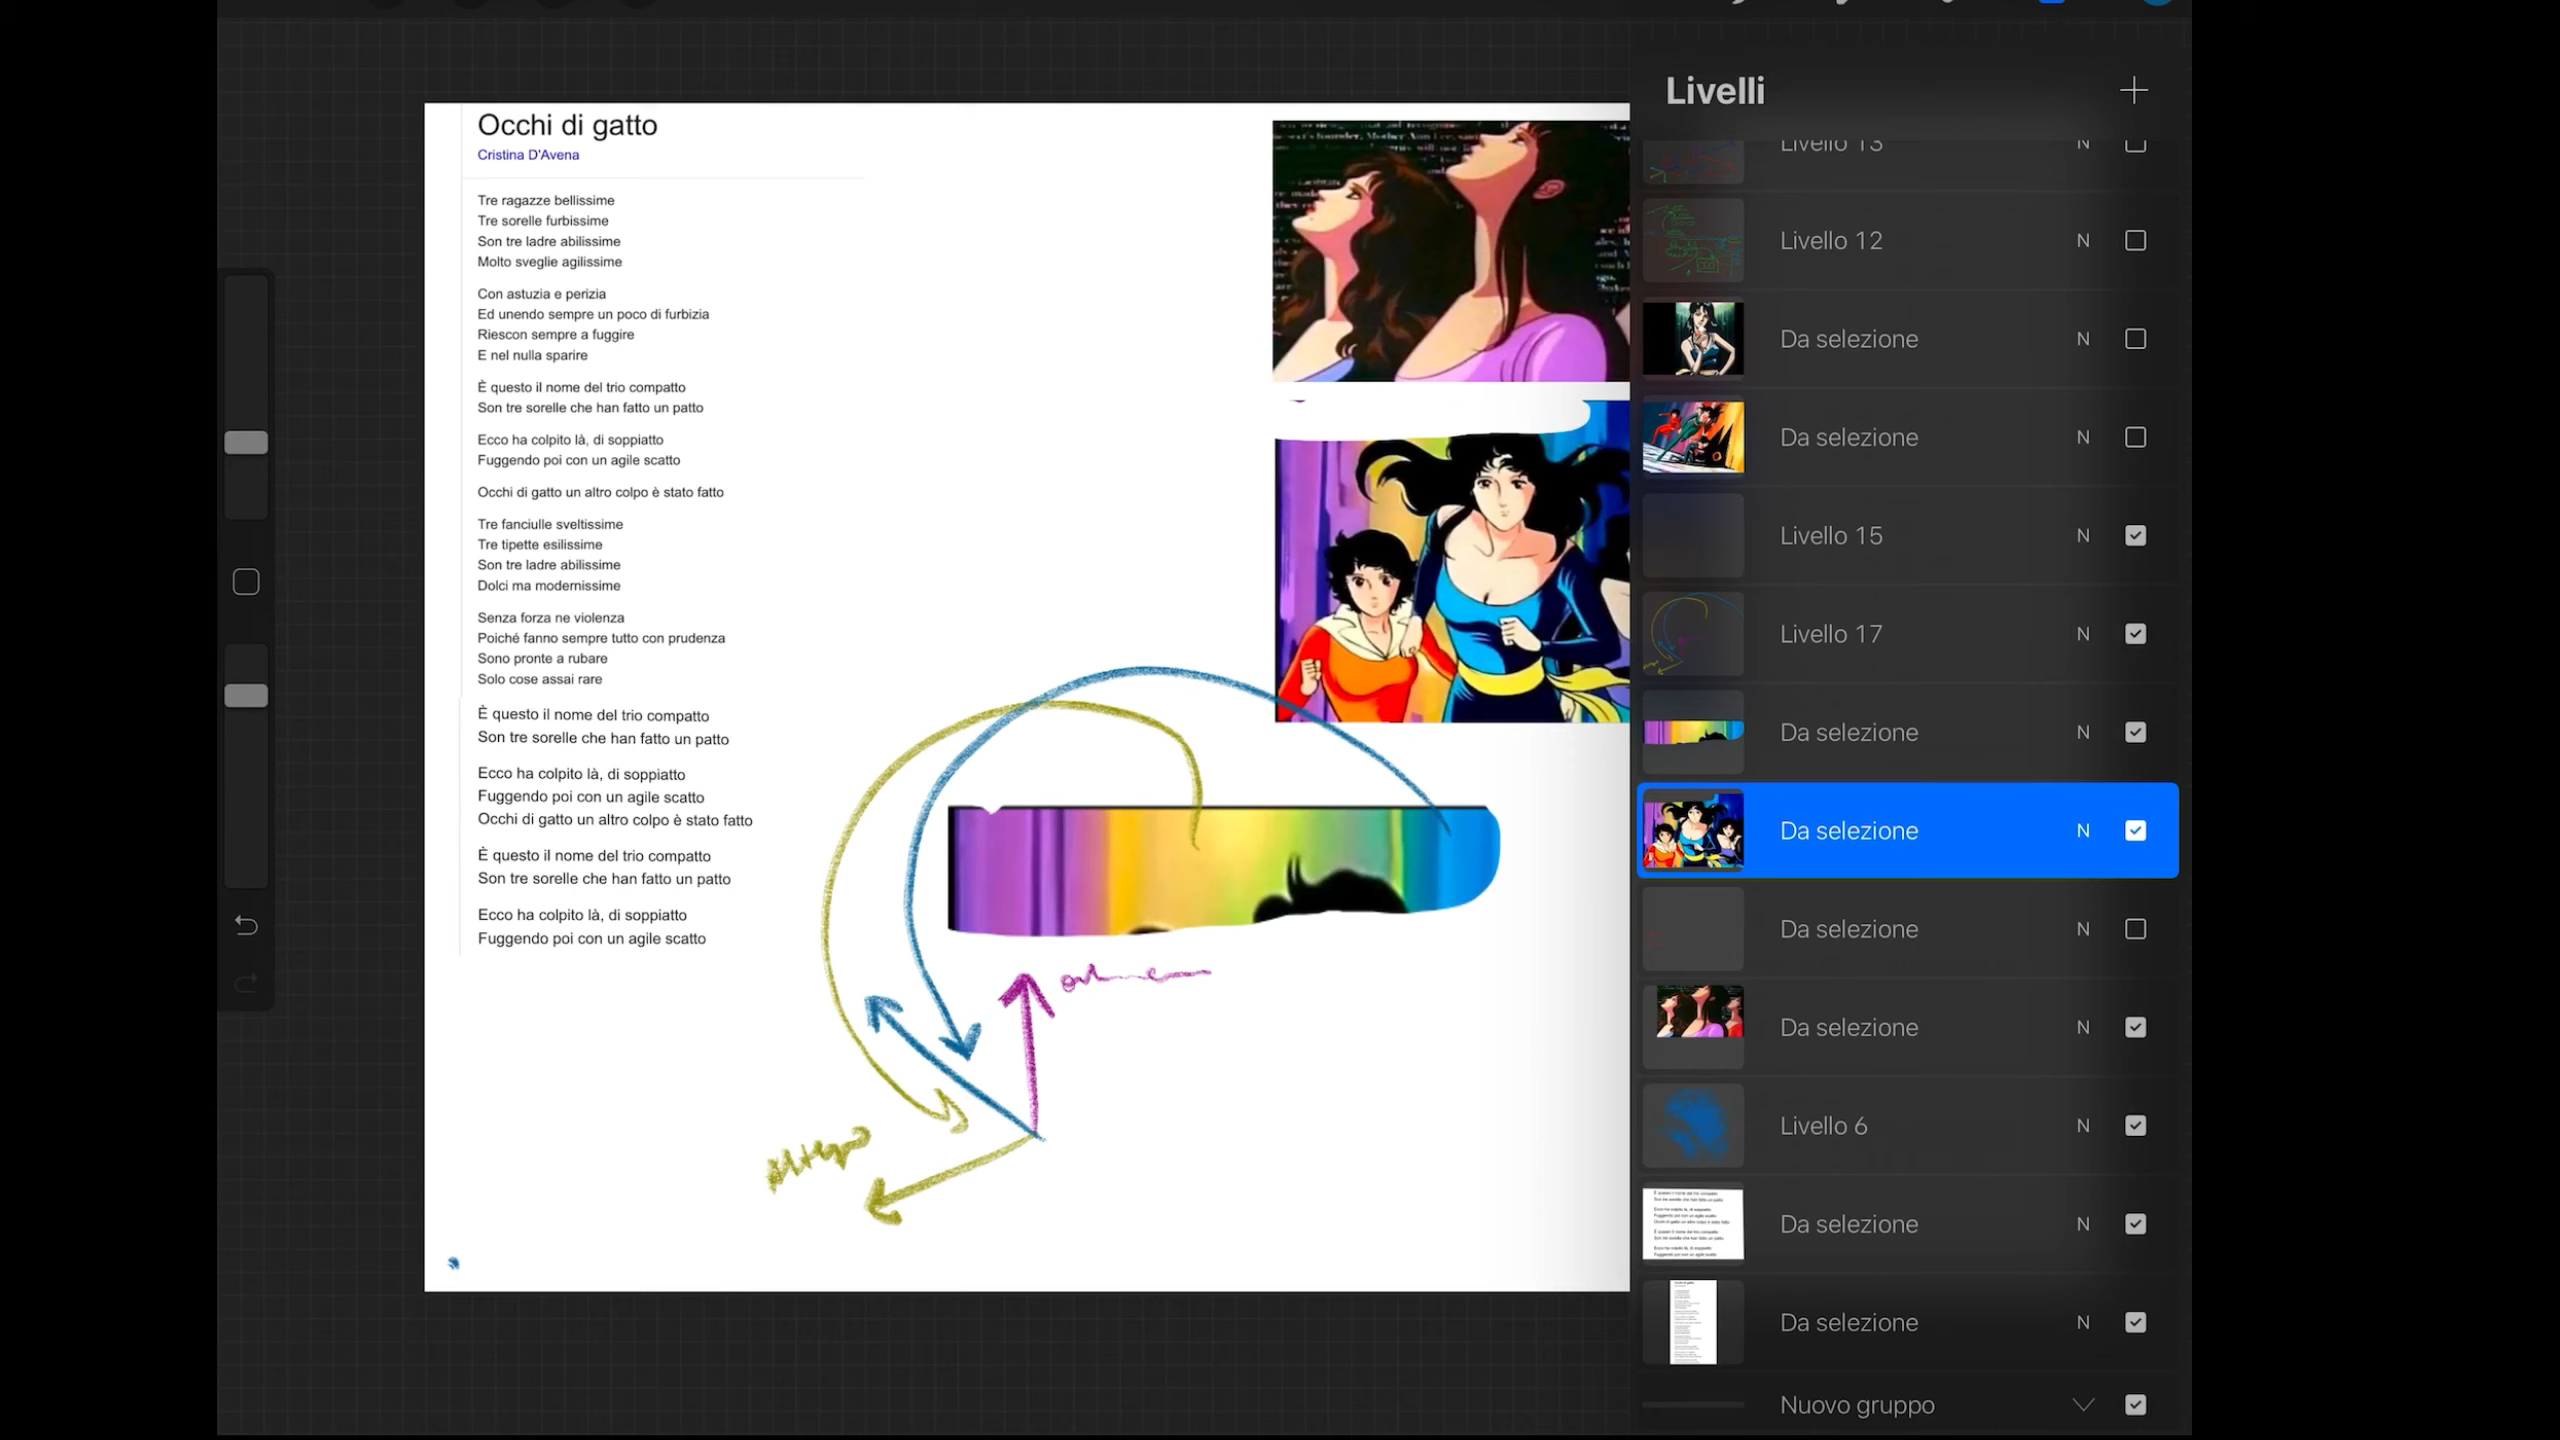 Occhi di gatto
Cristina D'Avena
Tre ragazze bellissime
Tre sorelle furbissime
Son tre ladre abilissime
Molto sveglie agilissime
Con astuzia e perizia
Ed unendo sempre un poco di furbizia
Riescon sempre a fuggire
E nel nulla sparire
È questo il nome del trio compatto
Son tre sorelle che han fatto un patto
Ecco ha colpito là, di soppiatto
Fuggendo poi con un agile scatto
Occhi di gatto un altro colpo è stato fatto
Tre fanciulle sveltissime
Tre tipette esilissime
Son tre ladre abilissime
Dolci ma modernissime
Senza forza ne violenza
Poiché fanno sempre tutto con prudenza
Sono pronte a rubare
Solo cose assai rare
È questo il nome del trio compatto
Son tre sorelle che han fatto un patto
Ecco ha colpito là, di soppiatto
Fuggendo poi con un agile scatto
Occhi di gatto un altro colpo è stato fatto
È questo il nome del trio compatto
Son tre sorelle che han fatto un patto
Ecco ha colpito là, di soppiatto
Fuggendo poi con un agile scatto
Livelli
Livello 13 N
Livello 12 N
Da selezione N
Da selezione N
Livello 15 N
Livello 17 N
Da selezione N
Da selezione N
Da selezione N
Da selezione N
Livello 6 N
Da selezione N
Da selezione N
Nuovo gruppo